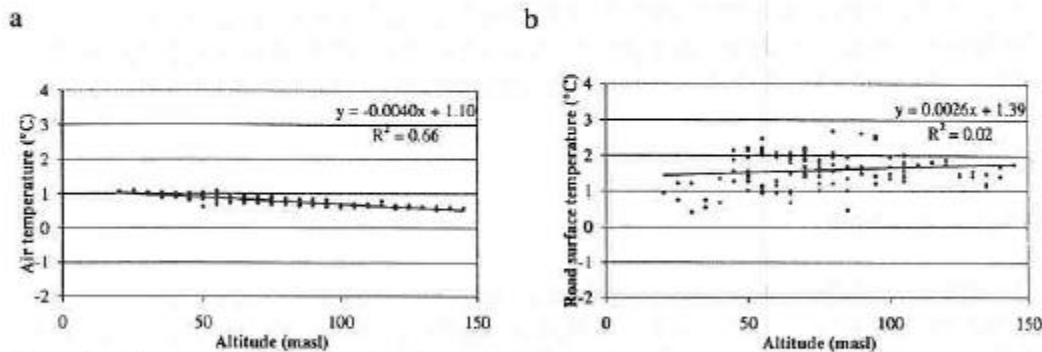 a
4
3
2
1
0
-1
-2
0
50
100
150
Air temperature (°C)
Altitude (masl)
y = -0.0040x + 1.10
R² = 0.66
b
4
3
2
1
0
-1
-2
0
50
100
150
Road surface temperature (°C)
Altitude (masl)
y = 0.0026x + 1.39
R² = 0.02